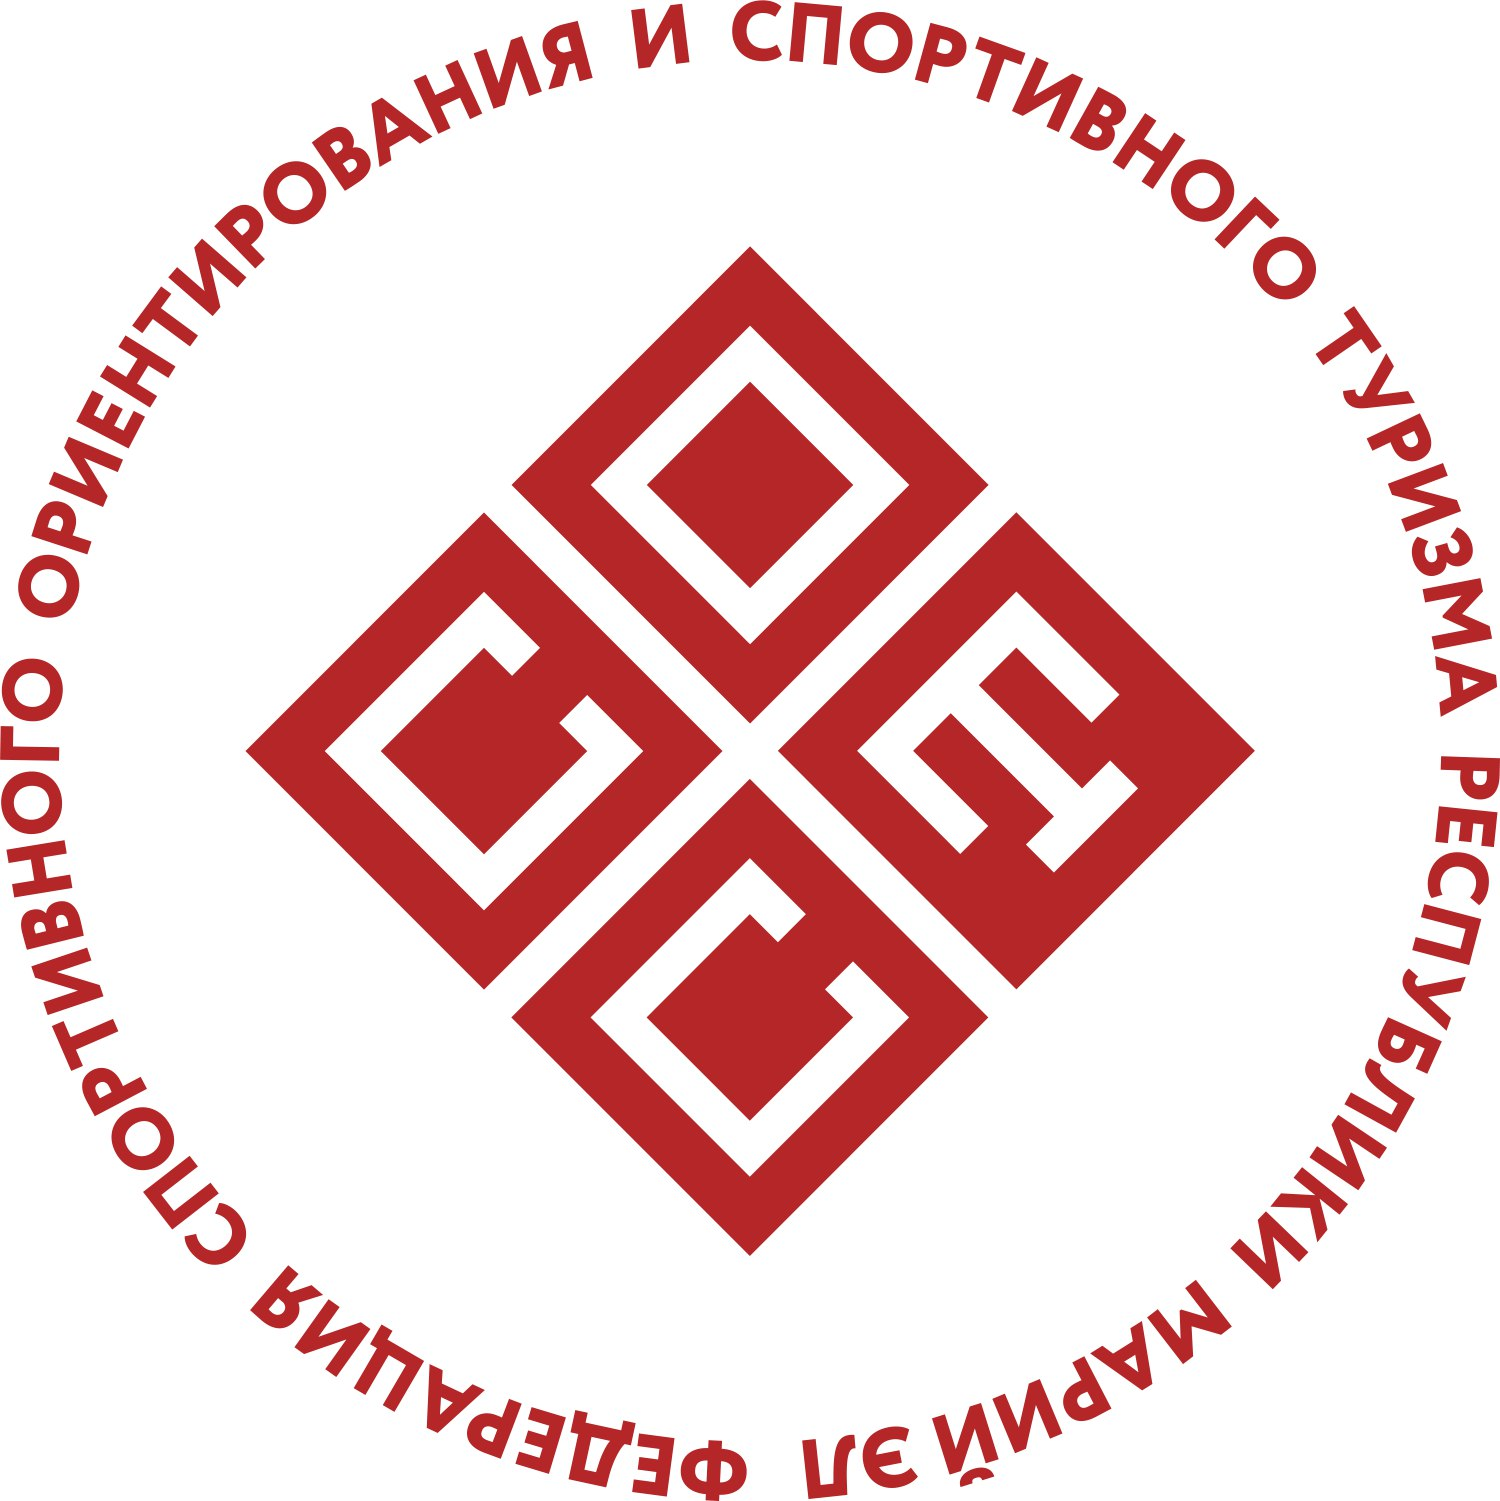 ФЕДЕРАЦИЯ СПОРТИВНОГО ОРИЕНТИРОВАНИЯ И СПОРТИВНОГО ТУРИЗМА РЕСПУБЛИКИ МАРИЙ ЭЛ
О
С
С